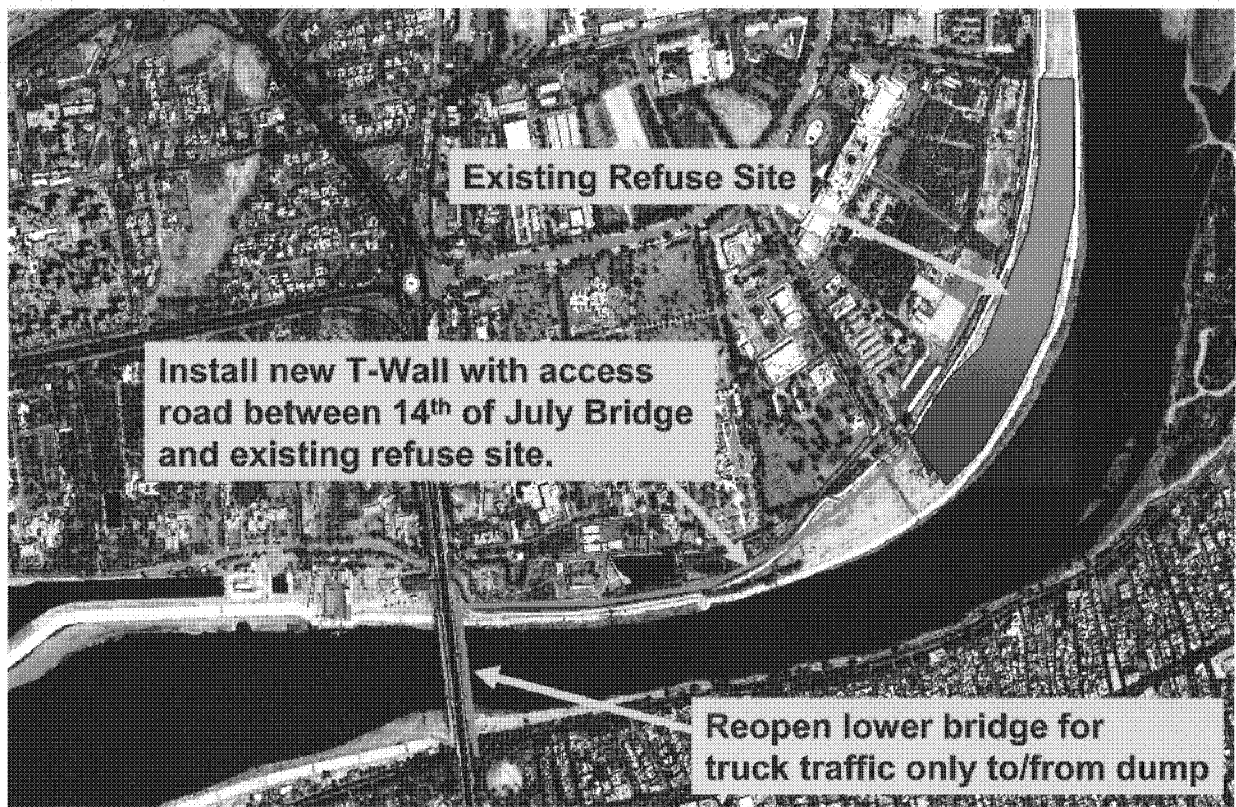 Existing Refuse Site
Install new T-Wall with access
road between 14th of July Bridge
and existing refuse site.
Reopen lower bridge for
truck traffic only to/from dump